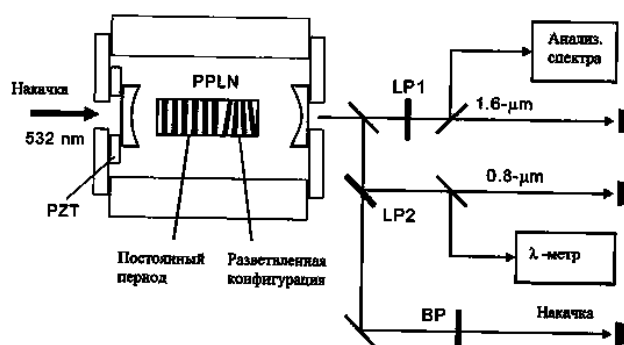 Анализ.
спектра
PPLN
LP1
Накачка
1.6-μm
532 nm
0.8-μm
PZT
LP2
Постоянный
период
Разветвленная
конфигурация
λ -метр
BP
Накачка